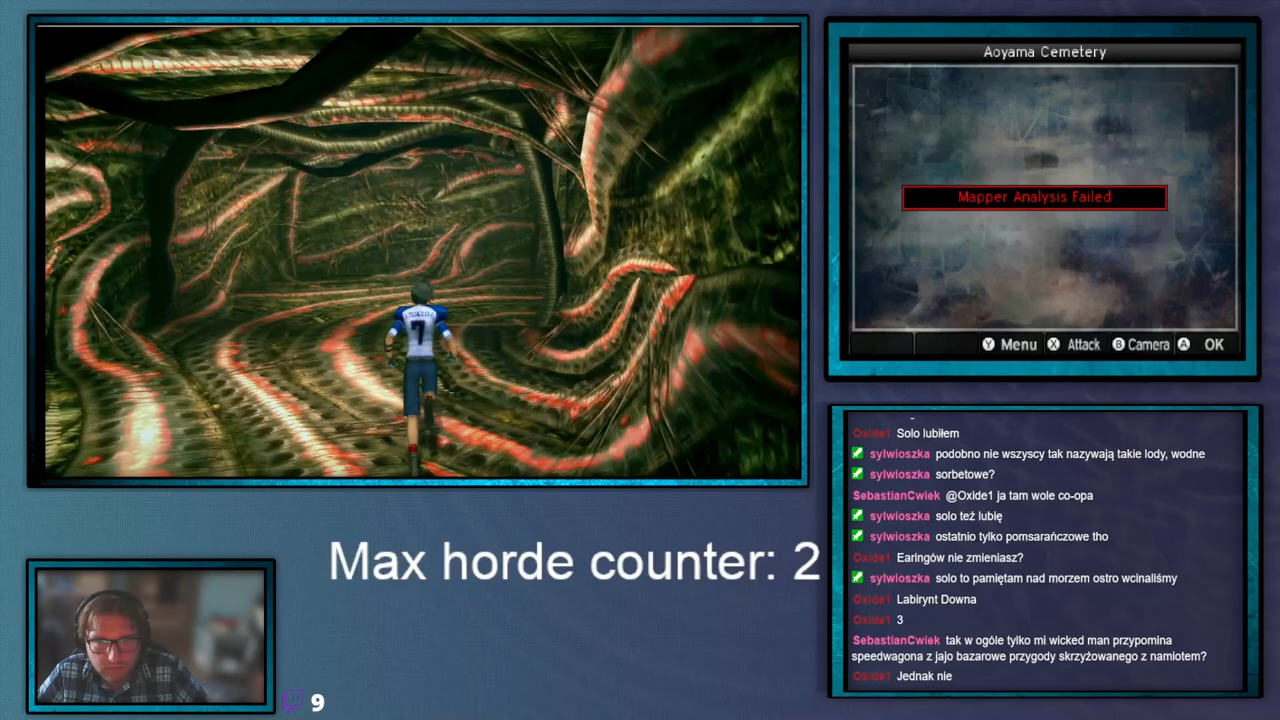 Aoyama Cemetery
Mapper Analysis Failed
Y Menu X Attack B Camera A OK
TOKYO
7
Oxide1 Solo lubiłem
sylwioszka podobno nie wszyscy tak nazywają takie lody, wodne
sylwioszka sorbetowe?
SebastianCwiek @Oxide1 ja tam wole co-opa
sylwioszka solo też lubię
sylwioszka ostatnio tylko pomsarańczowe tho
Oxide1 Earingów nie zmieniasz?
sylwioszka solo to pamiętam nad morzem ostro wcinaliśmy
Oxide1 Labirynt Downa
Oxide1 3
SebastianCwiek tak w ogóle tylko mi wicked man przypomina
speedwagona z jajo bazarowe przygody skrzyżowanego z namiotem?
Oxide1 Jednak nie
Max horde counter: 2
9